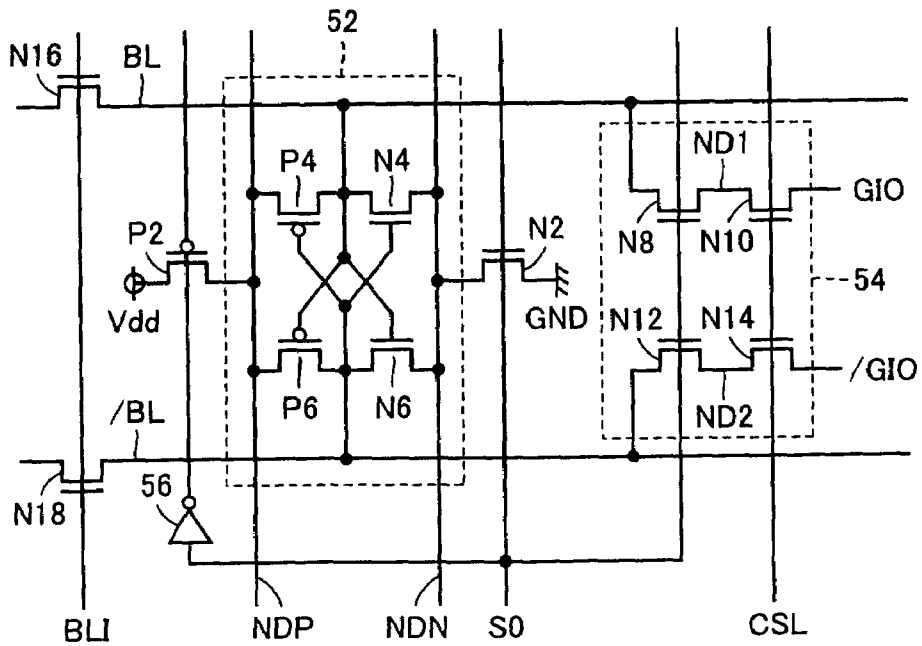 52
N16
BL
P4
N4
ND1
GIO
P2
N2
N8
N10
54
Vdd
GND
N12
N14
P6
N6
ND2
/GIO
/BL
N18
56
BLI
NDP
NDN
S0
CSL